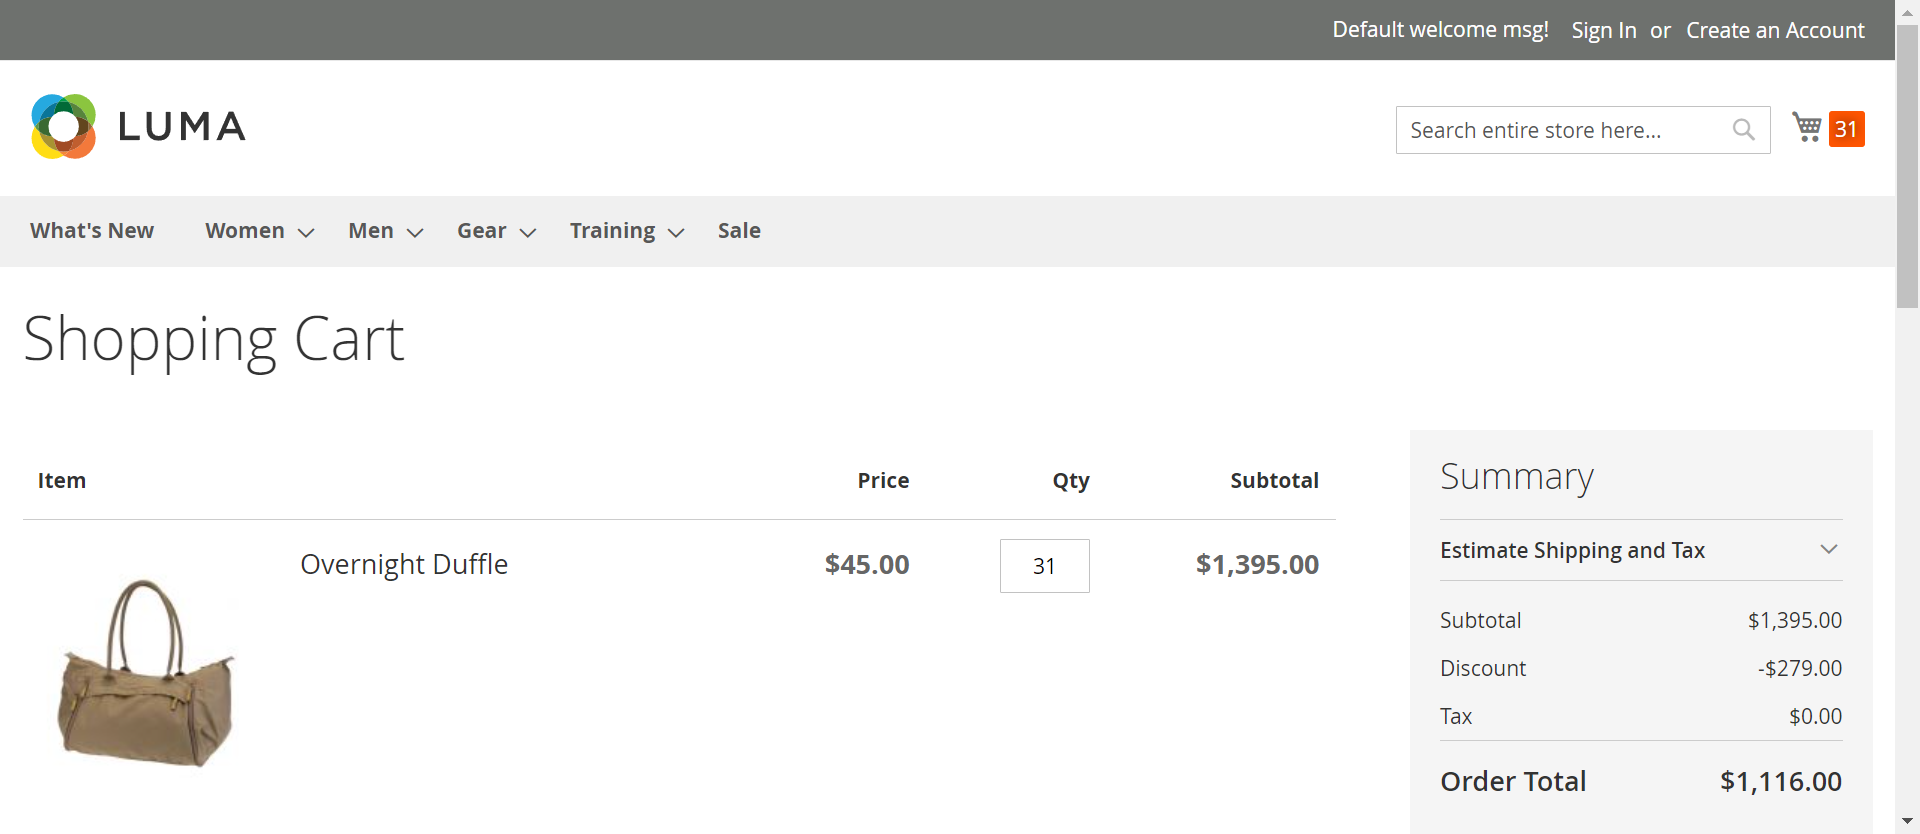 Default welcome msg! Sign In or Create an Account
LUMA
Search entire store here...
31
What's New Women Men Gear Training Sale
Shopping Cart
Item Price Qty Subtotal
Overnight Duffle $45.00 31 $1,395.00
Summary
Estimate Shipping and Tax
Subtotal $1,395.00
Discount -$279.00
Tax $0.00
Order Total $1,116.00